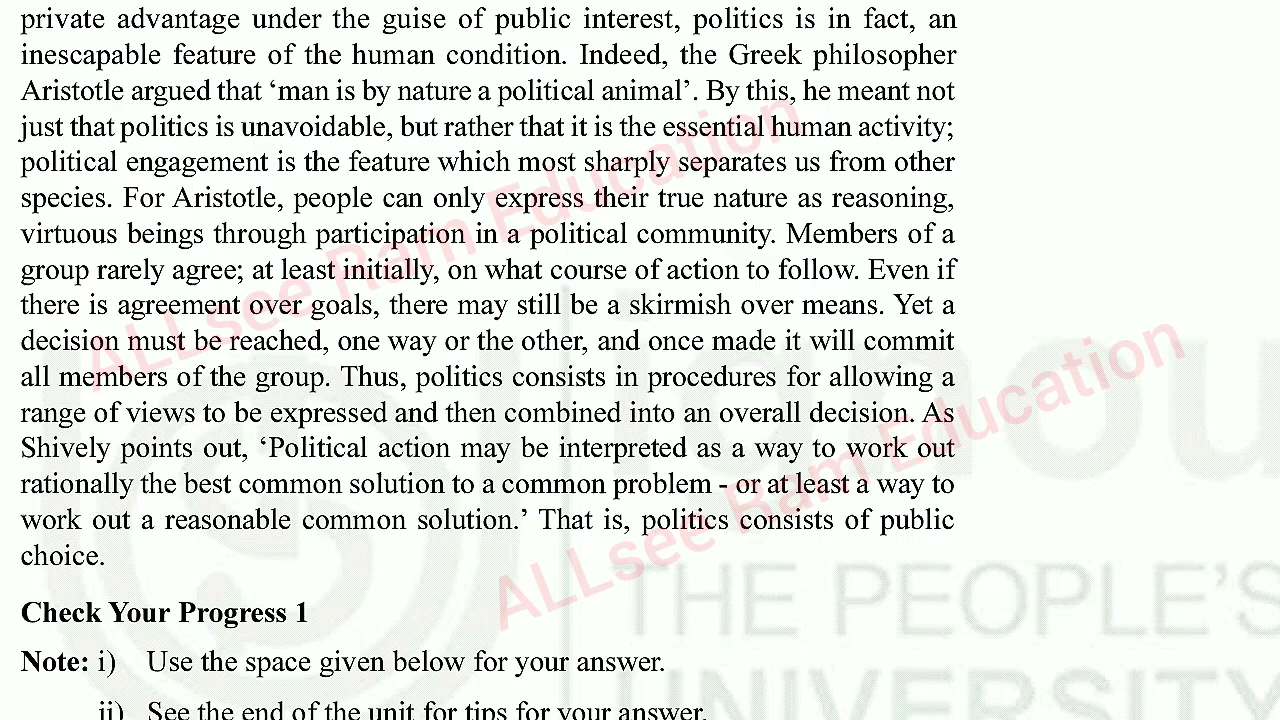 private advantage under the guise of public interest, politics is in fact, an
inescapable feature of the human condition. Indeed, the Greek philosopher
Aristotle argued that ‘man is by nature a political animal’. By this, he meant not
just that politics is unavoidable, but rather that it is the essential human activity;
political engagement is the feature which most sharply separates us from other
species. For Aristotle, people can only express their true nature as reasoning,
virtuous beings through participation in a political community. Members of a
group rarely agree; at least initially, on what course of action to follow. Even if
there is agreement over goals, there may still be a skirmish over means. Yet a
decision must be reached, one way or the other, and once made it will commit
all members of the group. Thus, politics consists in procedures for allowing a
range of views to be expressed and then combined into an overall decision. As
Shively points out, ‘Political action may be interpreted as a way to work out
rationally the best common solution to a common problem - or at least a way to
work out a reasonable common solution.’ That is, politics consists of public
choice.
Check Your Progress 1
Note: i) Use the space given below for your answer.
ii) See the end of the unit for tips for your answer.
ALLsee Ram Education
ALLsee Ram Education
ignou
THE PEOPLE’S
UNIVERSITY